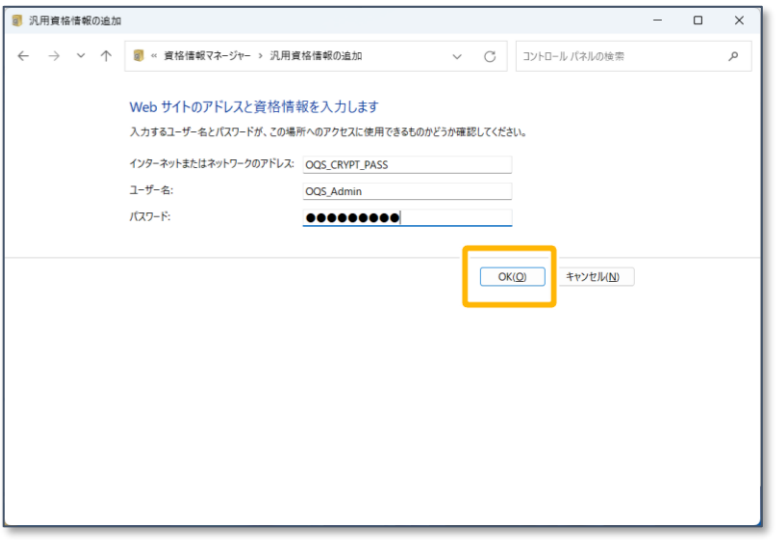 汎用資格情報の追加
« 資格情報マネージャー > 汎用資格情報の追加
コントロール パネルの検索
Web サイトのアドレスと資格情報を入力します
入力するユーザー名とパスワードが、この場所へのアクセスに使用できるものかどうか確認してください。
インターネットまたはネットワークのアドレス: OQS_CRYPT_PASS
ユーザー名: OQS_Admin
パスワード: ●●●●●●●●●
OK(O) キャンセル(N)